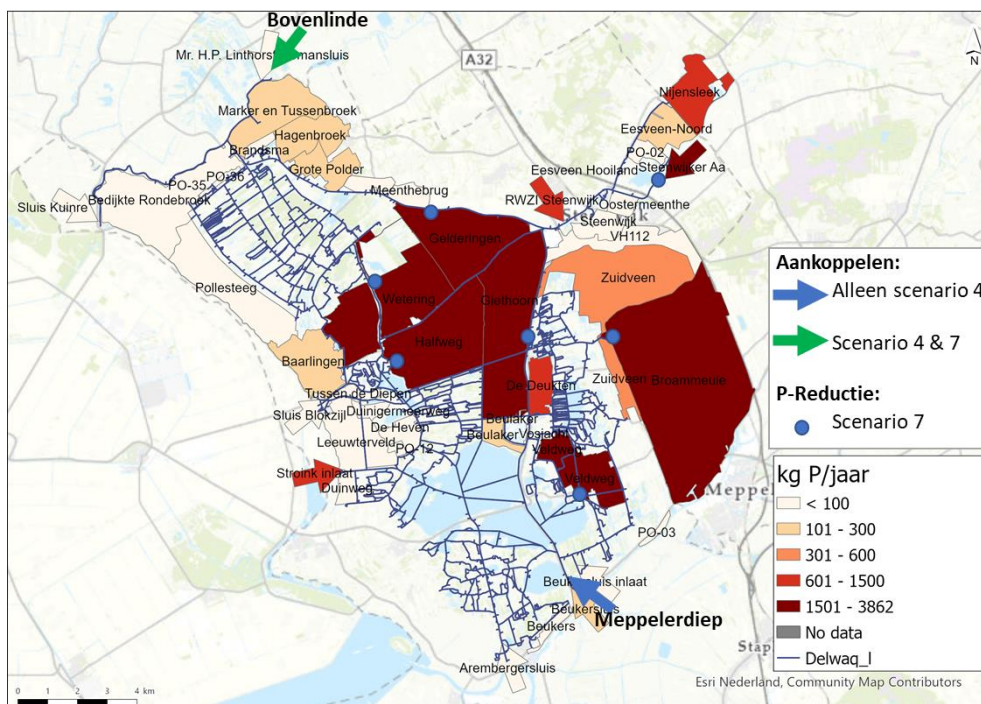 Bovenlinde
Mr. H.P. Linthorst
mansluis
A32
N
Nijensleek
Marker en Tussenbroek
Eesveen-Noord
Hagenbroek
Brandsma
PO-02
PO-36
Grote Polder
Eesveen Hooiland
Steenwijker Aa
PO-35
Meenthebrug
Bedijkte Rondebroek
RWZI Steenwijk
Oostermeenthe
Sluis Kuinre
Steenwijk
VH112
Gelderingen
Pollesteeg
Wetering
Giethoorn
Zuidveen
Halfweg
Baarlingen
De Deukten
Zuidveen
Broammeule
Tussen de Diepen
Sluis Blokzijl
Duinigermeerweg
Beulaker
De Heven
Beulaker
Vosjacht
Leeuwterveld
PO-12
Veldweg
Stroink inlaat
Duinweg
Veldweg
Meppel
PO-03
Beukersluis inlaat
Beukersluis
Meppelerdiep
Beukers
Arembergersluis
Aankoppelen:
Alleen scenario 4
Scenario 4 & 7
P-Reductie:
Scenario 7
kg P/jaar
< 100
101 - 300
301 - 600
601 - 1500
1501 - 3862
No data
Delwaq_l
0 1 2 3 4 km
Esri Nederland, Community Map Contributors